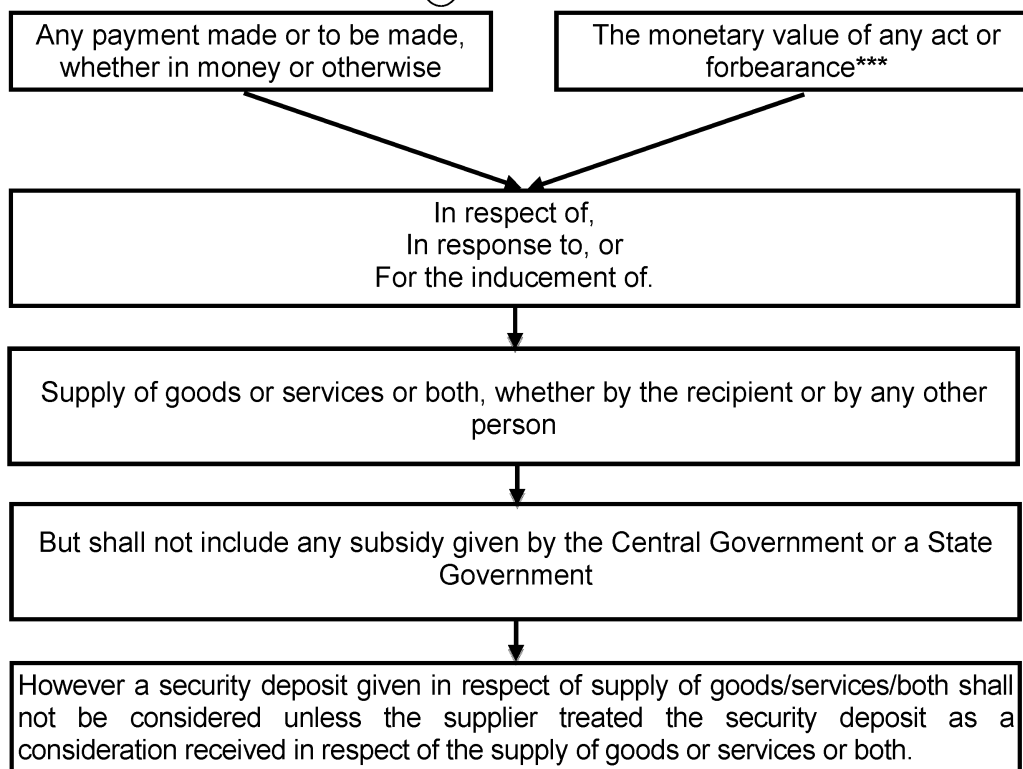 Any payment made or to be made,
whether in money or otherwise
The monetary value of any act or
forbearance***
In respect of,
In response to, or
For the inducement of.
Supply of goods or services or both, whether by the recipient or by any other
person
But shall not include any subsidy given by the Central Government or a State
Government
However a security deposit given in respect of supply of goods/services/both shall
not be considered unless the supplier treated the security deposit as a
consideration received in respect of the supply of goods or services or both.